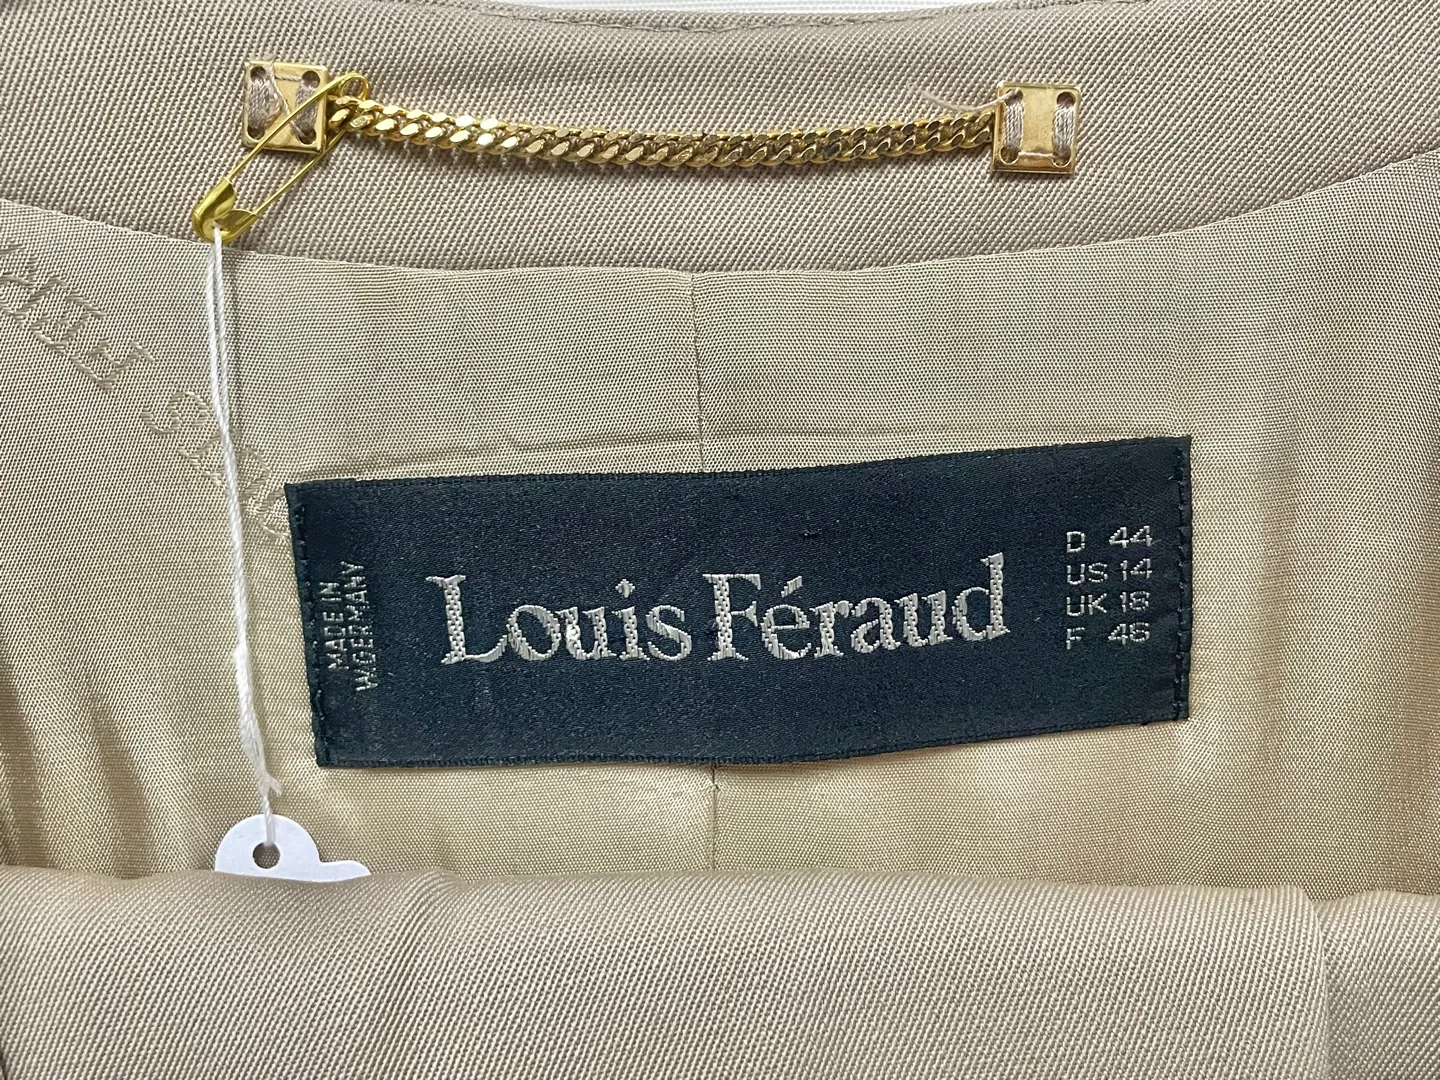 MADE IN
W.GERMANY
Louis Féraud
D 44
US 14
UK 18
F 46